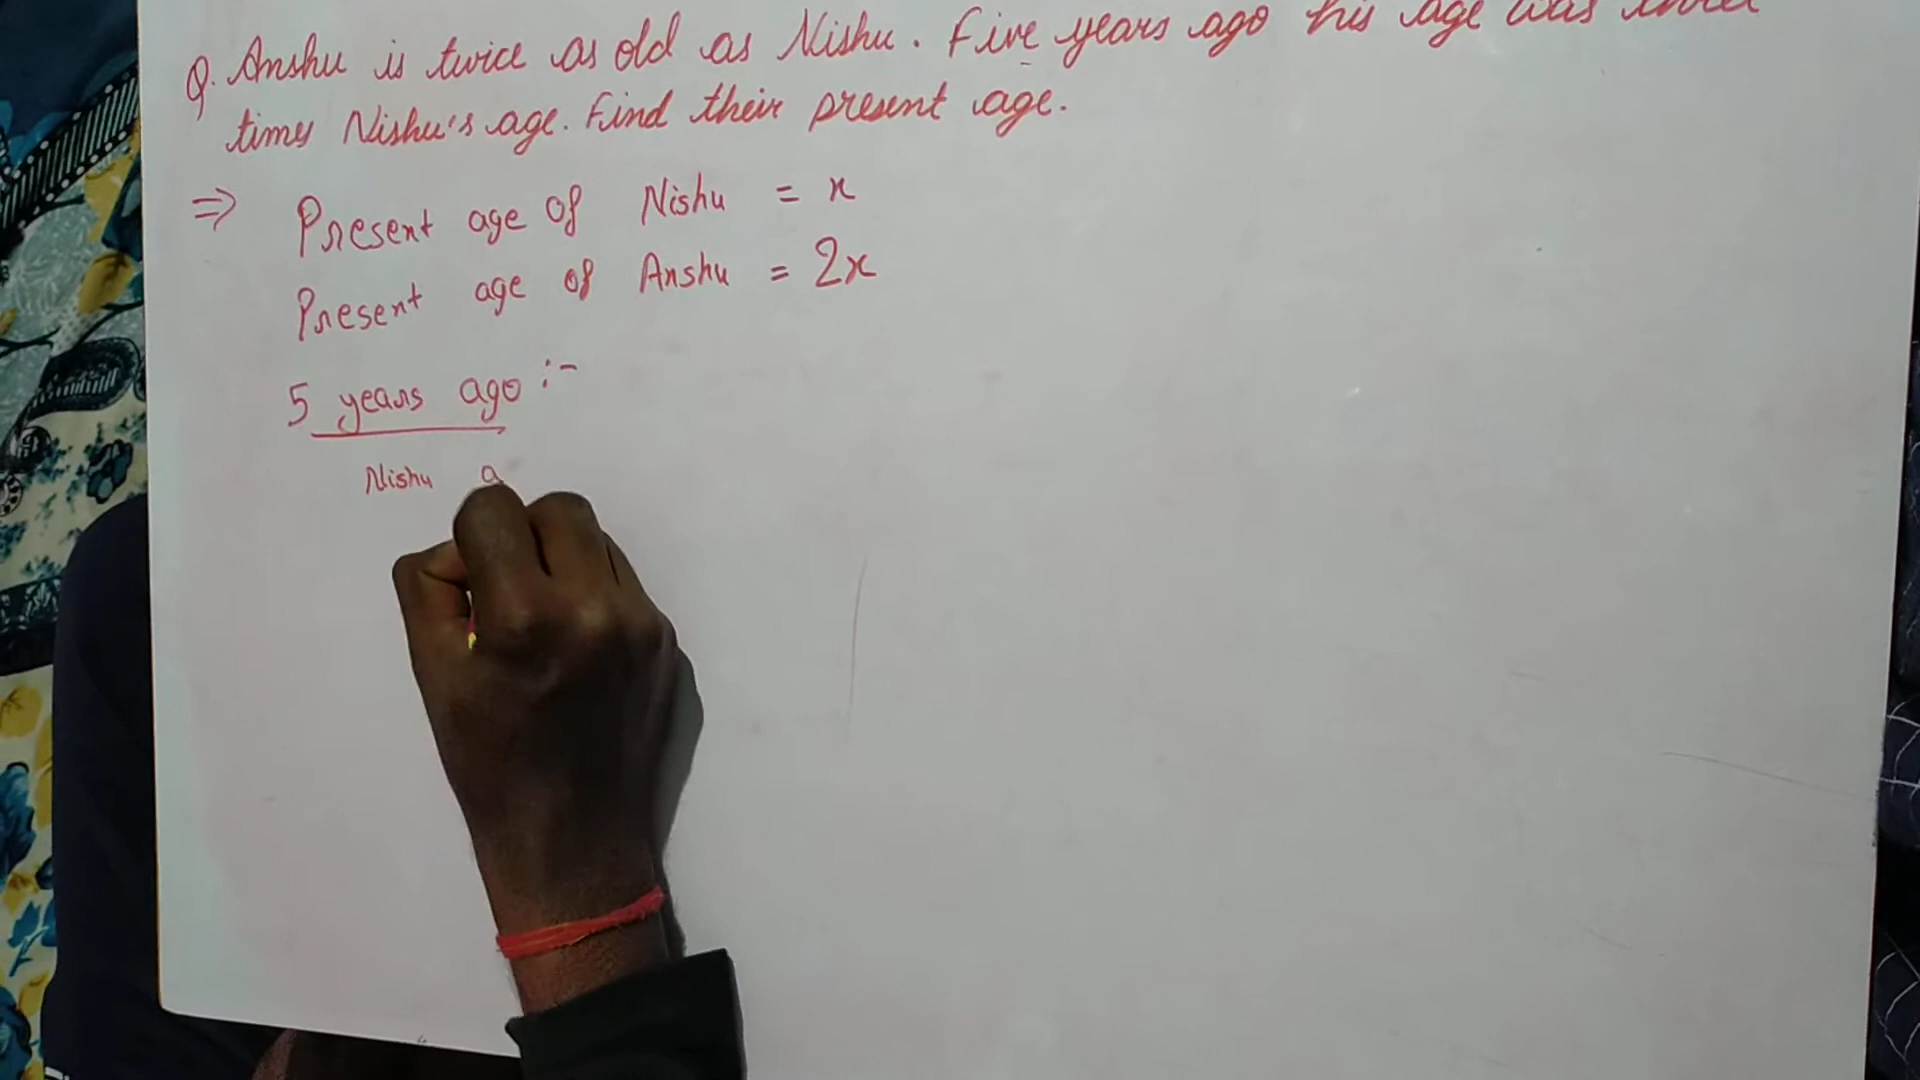 Q. Anshu is twice as old as Nishu. Five years ago his age was three
times Nishu's age. Find their present age.
⇒ Present age of Nishu = x
Present age of Anshu = 2x
5 years ago :-
Nishu a